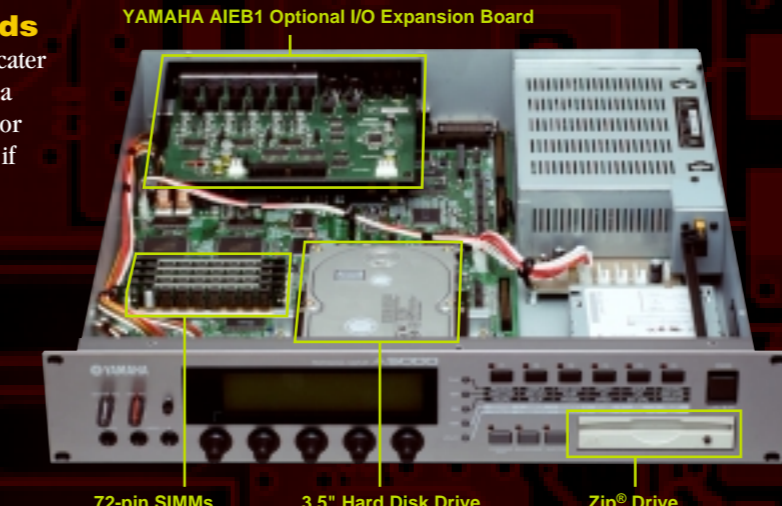 YAMAHA AIEB1 Optional I/O Expansion Board
ds
cater
a
or
if
YAMAHA
72-pin SIMMs
3.5" Hard Disk Drive
Zip® Drive